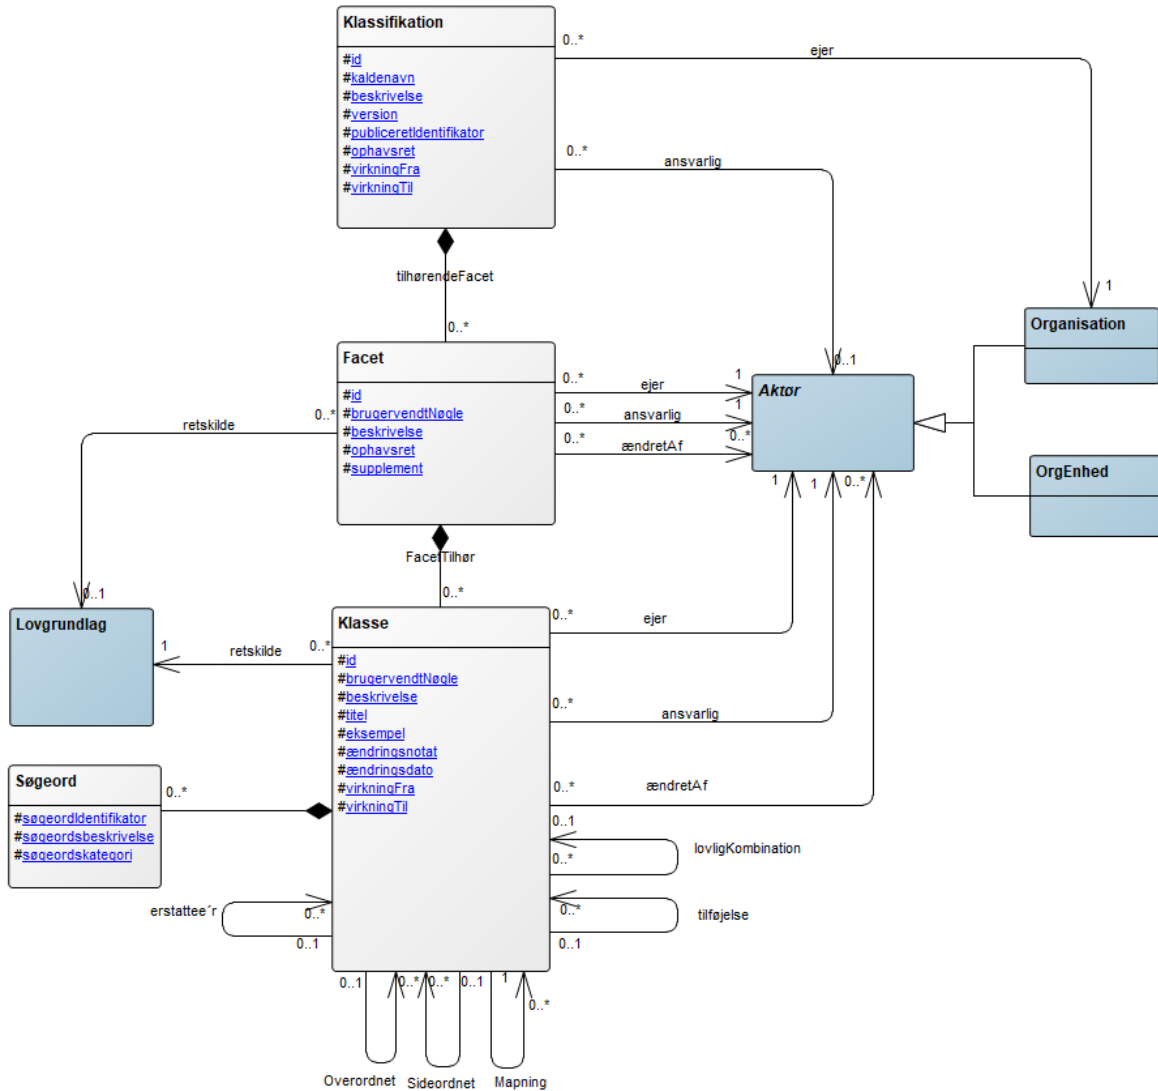 Klassifikation
#id
#kaldenavn
#beskrivelse
#version
#publiceretIdentifikator
#ophavsret
#virkningFra
#virkningTil
0..*
ejer
1
0..*
ansvarlig
0..1
tilhørendeFacet
0..*
Organisation
OrgEnhed
Aktør
Facet
#id
#brugervendtNøgle
#beskrivelse
#ophavsret
#supplement
0..*
ejer
1
0..*
ansvarlig
1
0..*
ændretAf
0..*
0..*
retskilde
0..1
FacetTilhør
0..*
Lovgrundlag
1
retskilde
0..*
Klasse
#id
#brugervendtNøgle
#beskrivelse
#titel
#eksempel
#ændringsnotat
#ændringsdato
#virkningFra
#virkningTil
0..*
ejer
1
0..*
ansvarlig
1
0..*
ændretAf
0..*
Søgeord
#søgeordIdentifikator
#søgeordsbeskrivelse
#søgeordskategori
0..*
0..1
lovligKombination
0..*
0..*
tilføjelse
0..1
erstattee´r
0..*
0..1
0..1
0..*
0..*
0..1
1
0..*
Overordnet
Sideordnet
Mapning